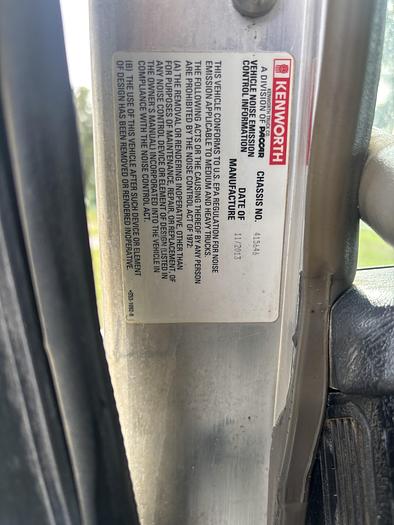 KENWORTH
KENWORTH TRUCK CO.
A DIVISION OF PACCAR
VEHICLE NOISE EMISSION
CONTROL INFORMATION
CHASSIS NO. 415646
DATE OF
MANUFACTURE 11/2013
THIS VEHICLE CONFORMS TO U.S. EPA REGULATION FOR NOISE
EMISSION APPLICABLE TO MEDIUM AND HEAVY TRUCKS.
THE FOLLOWING ACTS OR THE CAUSING THEREOF BY ANY PERSON
ARE PROHIBITED BY THE NOISE CONTROL ACT OF 1972:
(A) THE REMOVAL OR RENDERING INOPERATIVE, OTHER THAN
FOR PURPOSES OF MAINTENANCE, REPAIR, OR REPLACEMENT, OF
ANY NOISE CONTROL DEVICE OR ELEMENT OF DESIGN (LISTED IN
THE OWNER'S MANUAL) INCORPORATED INTO THE VEHICLE IN
COMPLIANCE WITH THE NOISE CONTROL ACT.
(B) THE USE OF THIS VEHICLE AFTER SUCH DEVICE OR ELEMENT
OF DESIGN HAS BEEN REMOVED OR RENDERED INOPERATIVE.